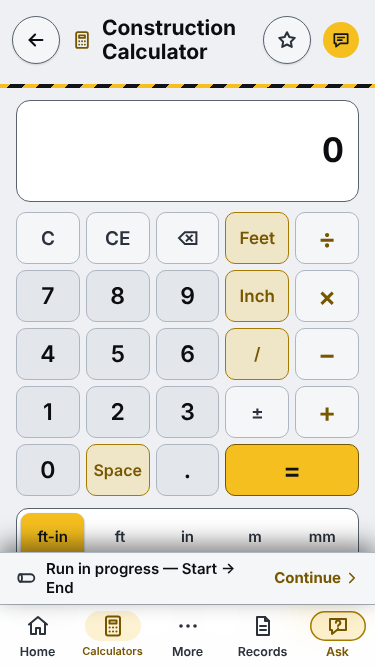 Construction
Calculator
0
C CE Feet ÷
7 8 9 Inch ×
4 5 6 / −
1 2 3 ± +
0 Space . =
ft-in ft in m mm
Run in progress — Start →
End
Continue
Home Calculators More Records Ask